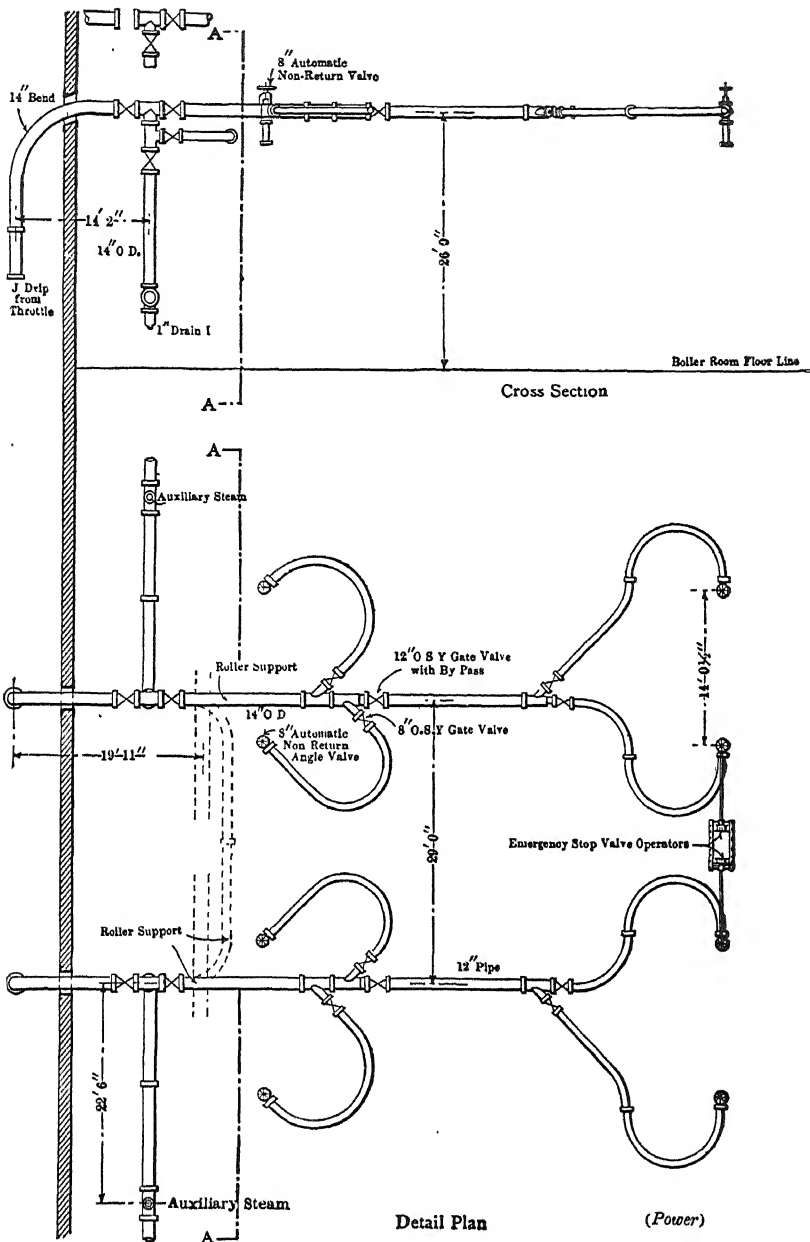 A
8" Automatic
Non-Return Valve
14" Bend
14' 2"
14" O D.
26' 0"
J Drip
from
Throttle
1" Drain I
Boiler Room Floor Line
Cross Section
A
A
Auxiliary Steam
12" O S Y Gate Valve
with By Pass
Roller Support
14" O D
14'-0½"
8" O.S.Y Gate Valve
8" Automatic
Non Return
Angle Valve
19'-11"
29'-0"
Emergency Stop Valve Operators
Roller Support
12" Pipe
22' 6"
Auxiliary Steam
A
Detail Plan
(Power)